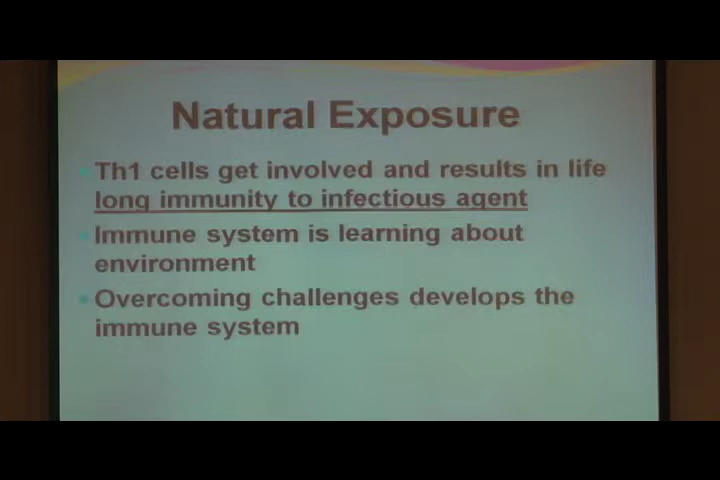 Natural Exposure
Th1 cells get involved and results in life
long immunity to infectious agent
Immune system is learning about
environment
Overcoming challenges develops the
immune system